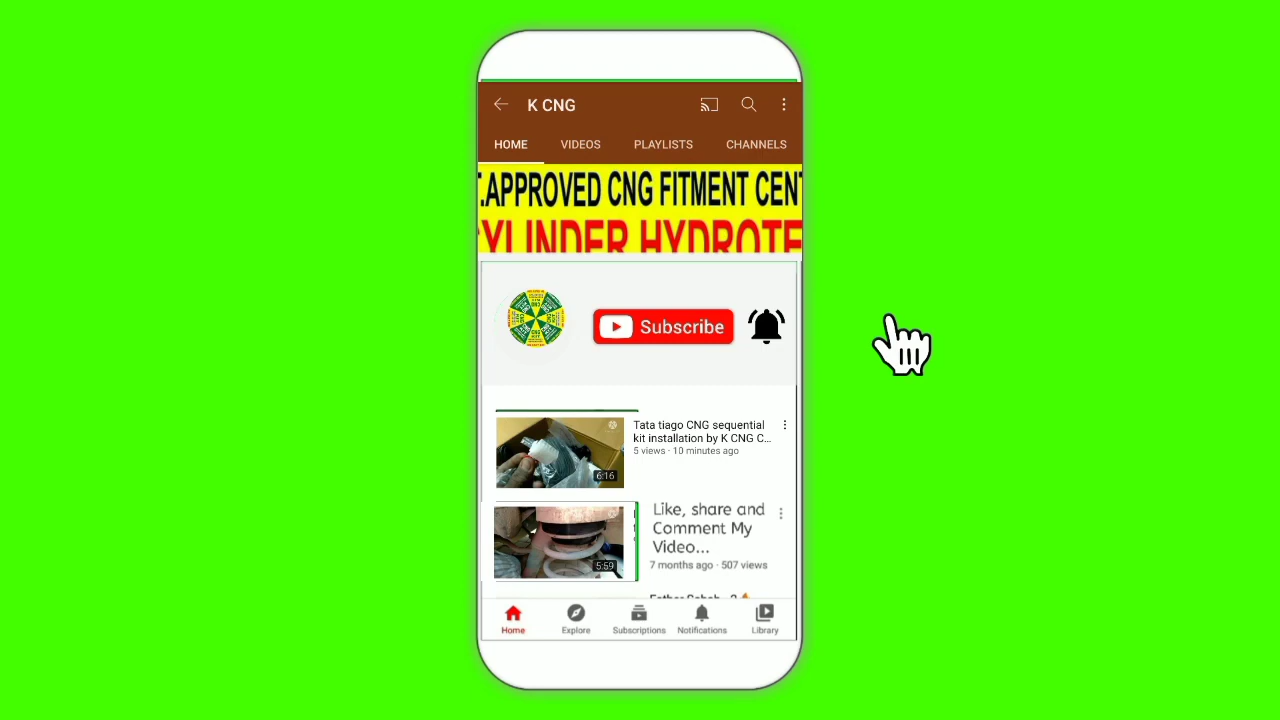 K CNG
HOME VIDEOS PLAYLISTS CHANNELS
T.APPROVED CNG FITMENT CENT
CYLINDER HYDROTE
Subscribe
Tata tiago CNG sequential
kit installation by K CNG C...
5 views · 10 minutes ago
6:16
Like, share and
Comment My
Video...
7 months ago · 507 views
5:59
Home Explore Subscriptions Notifications Library